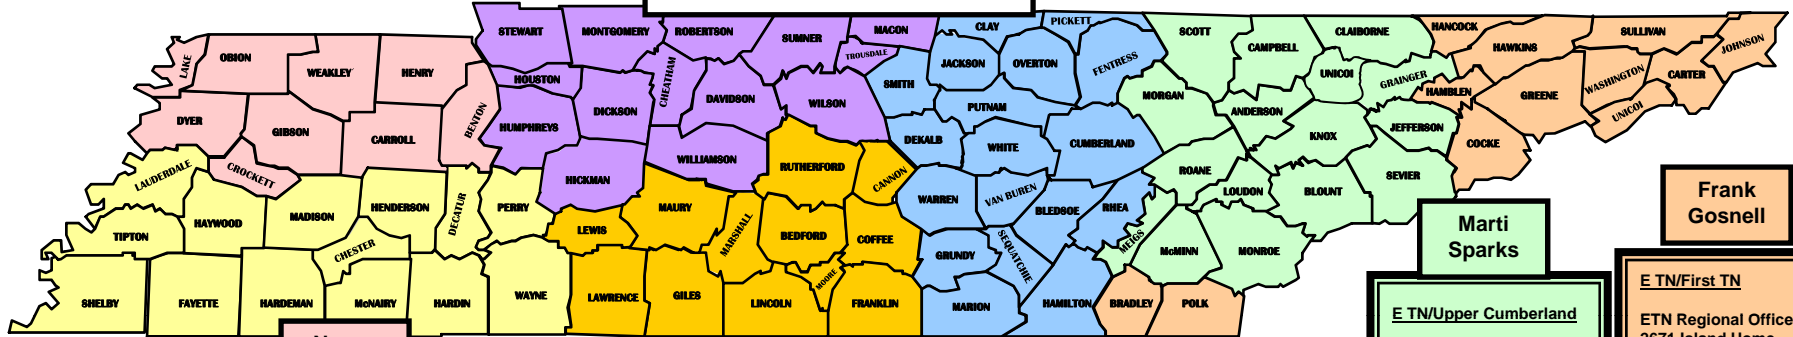 STEWART
MONTGOMERY
ROBERTSON
SUMNER
MACON
TROUSDALE
CLAY
PICKETT
SCOTT
CAMPBELL
CLAIBORNE
HANCOCK
HAWKINS
SULLIVAN
JOHNSON
LAKE
OBION
WEAKLEY
HENRY
HOUSTON
CHEATHAM
DICKSON
DAVIDSON
WILSON
SMITH
JACKSON
OVERTON
FENTRESS
MORGAN
UNICOI
GRAINGER
HAMBLEN
GREENE
WASHINGTON
CARTER
UNICOI
DYER
GIBSON
CARROLL
BENTON
HUMPHREYS
WILLIAMSON
PUTNAM
DEKALB
WHITE
CUMBERLAND
ANDERSON
KNOX
JEFFERSON
COCKE
LAUDERDALE
CROCKETT
HICKMAN
RUTHERFORD
CANNON
ROANE
LOUDON
BLOUNT
SEVIER
TIPTON
HAYWOOD
MADISON
HENDERSON
DECATUR
PERRY
LEWIS
MAURY
MARSHALL
BEDFORD
COFFEE
WARREN
VAN BUREN
BLEDSOE
RHEA
MEIGS
McMINN
MONROE
CHESTER
MOORE
GRUNDY
SEQUATCHIE
SHELBY
FAYETTE
HARDEMAN
McNAIRY
HARDIN
WAYNE
LAWRENCE
GILES
LINCOLN
FRANKLIN
MARION
HAMILTON
BRADLEY
POLK
Frank
Gosnell
Marti
Sparks
E TN/Upper Cumberland
E TN/First TN
ETN Regional Office
2671 Island Home